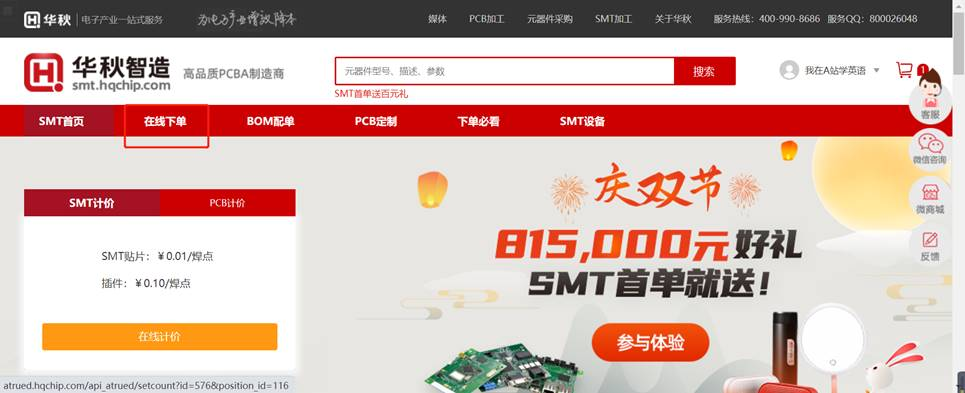 华秋 电子产业一站式服务 为电子产业增效降本
媒体 PCB加工 元器件采购 SMT加工 关于华秋 服务热线：400-990-8686 服务QQ：800026048
华秋智造
smt.hqchip.com
高品质PCBA制造商
元器件型号、描述、参数
搜索
我在A站学英语
1
SMT首单送百元礼
客服
SMT首页 在线下单 BOM配单 PCB定制 下单必看 SMT设备
微信咨询
微商城
反馈
SMT计价 PCB计价
SMT贴片：￥0.01/焊点
插件：￥0.10/焊点
在线计价
庆双节
815,000元好礼
SMT首单就送！
参与体验
atrued.hqchip.com/api_atrued/setcount?id=576&rposition_id=116